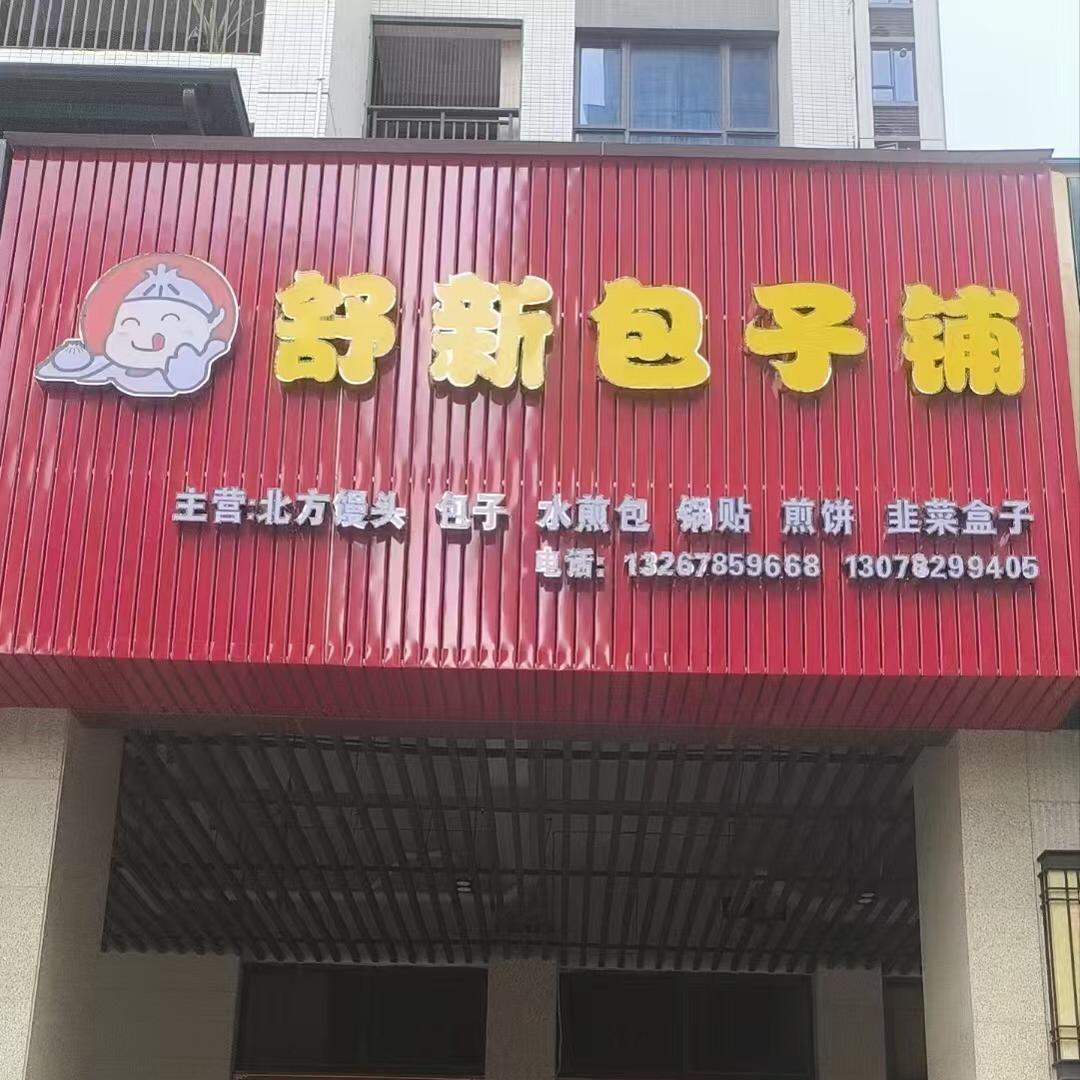 舒新包子铺
主营:北方馒头 包子 水煎包 锅贴 煎饼 韭菜盒子
电话: 13267859668 13078299405